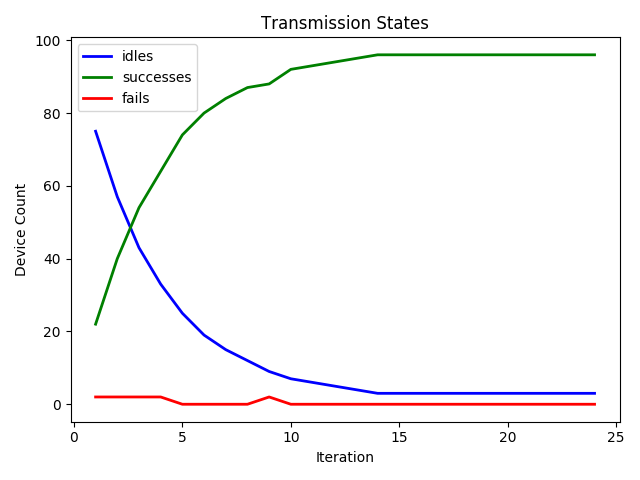 Transmission States
idles
successes
fails
Device Count
100
80
60
40
20
0
0 5 10 15 20 25
Iteration